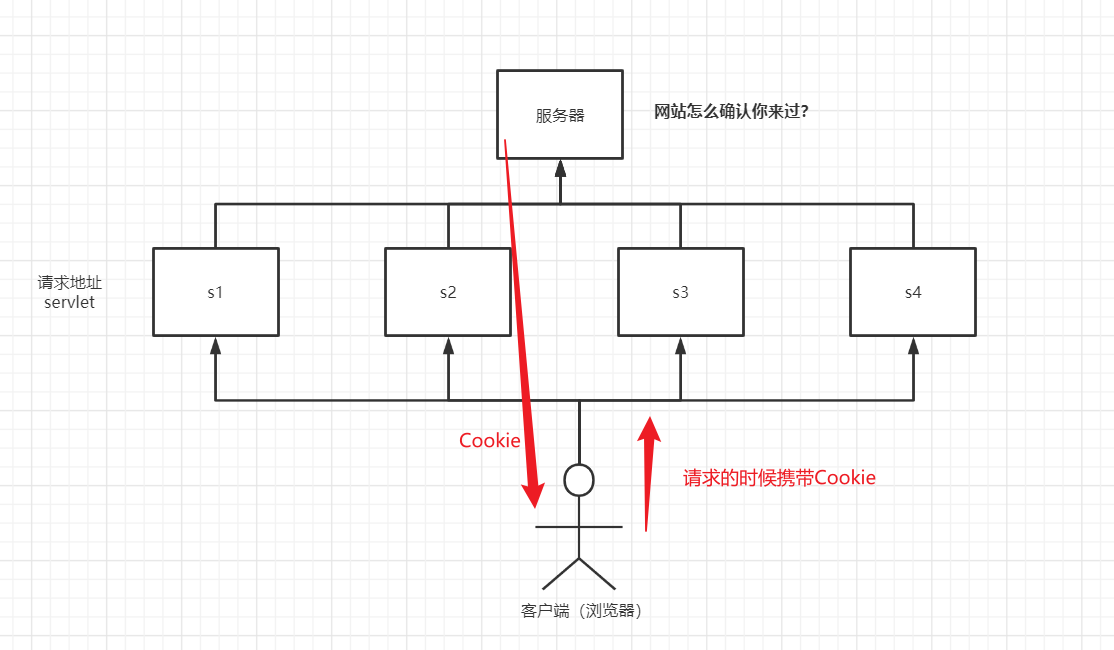 服务器
网站怎么确认你来过?
请求地址
servlet
s1
s2
s3
s4
Cookie
请求的时候携带Cookie
客户端（浏览器）